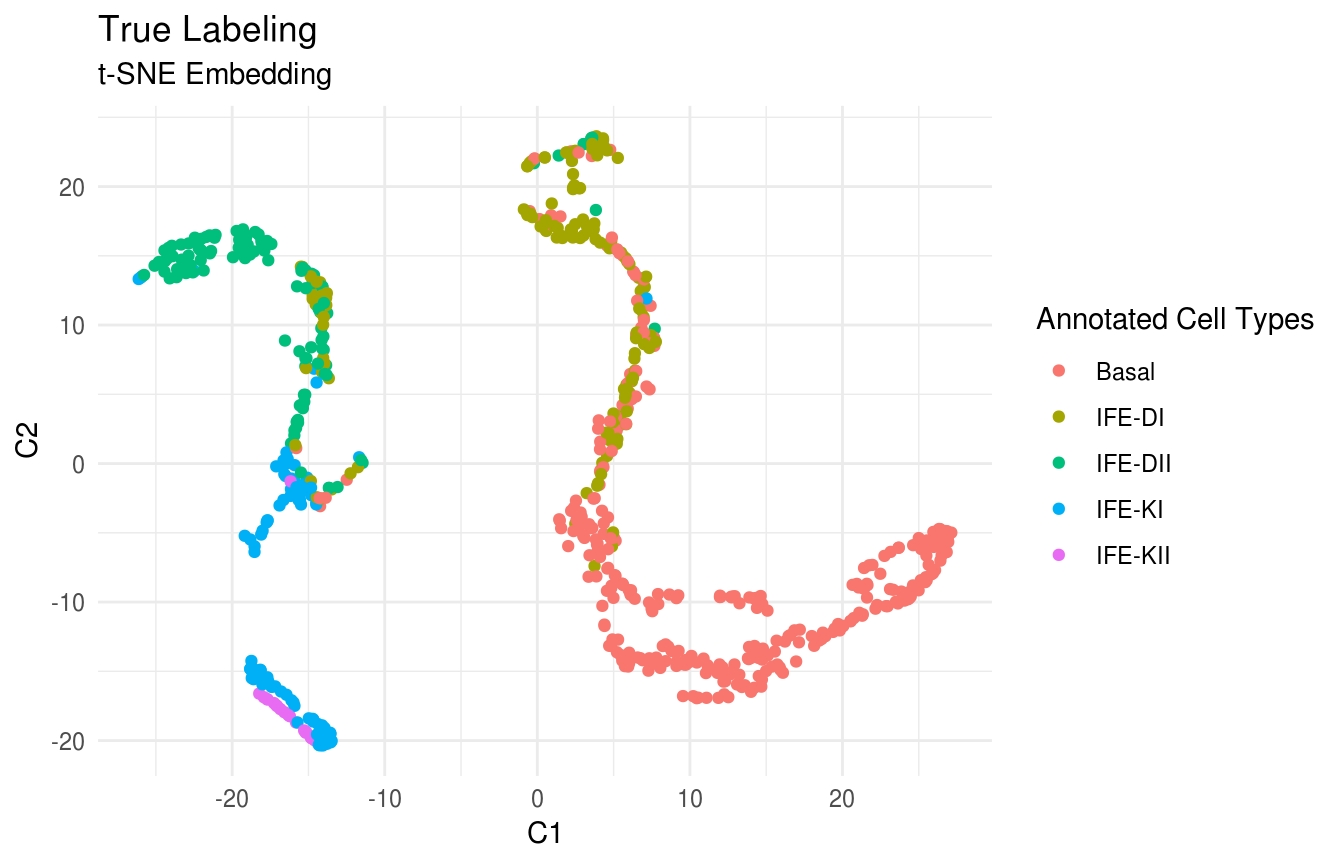 True Labeling
t-SNE Embedding
20
10
0
-10
-20
C2
-20
-10
0
10
20
C1
Annotated Cell Types
Basal
IFE-DI
IFE-DII
IFE-KI
IFE-KII